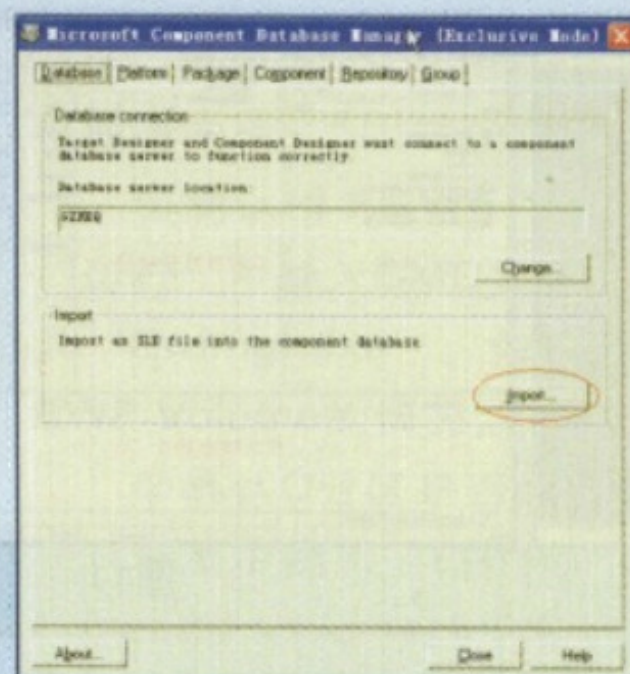 Microsoft Component Database Manager (Exclusive Mode)
Database Platform Package Component Repository Group
Database connection
Target Designer and Component Designer must connect to a component
database server to function correctly.
Database server location:
Change...
Import
Import an SLD file into the component database
Import...
About... Close Help